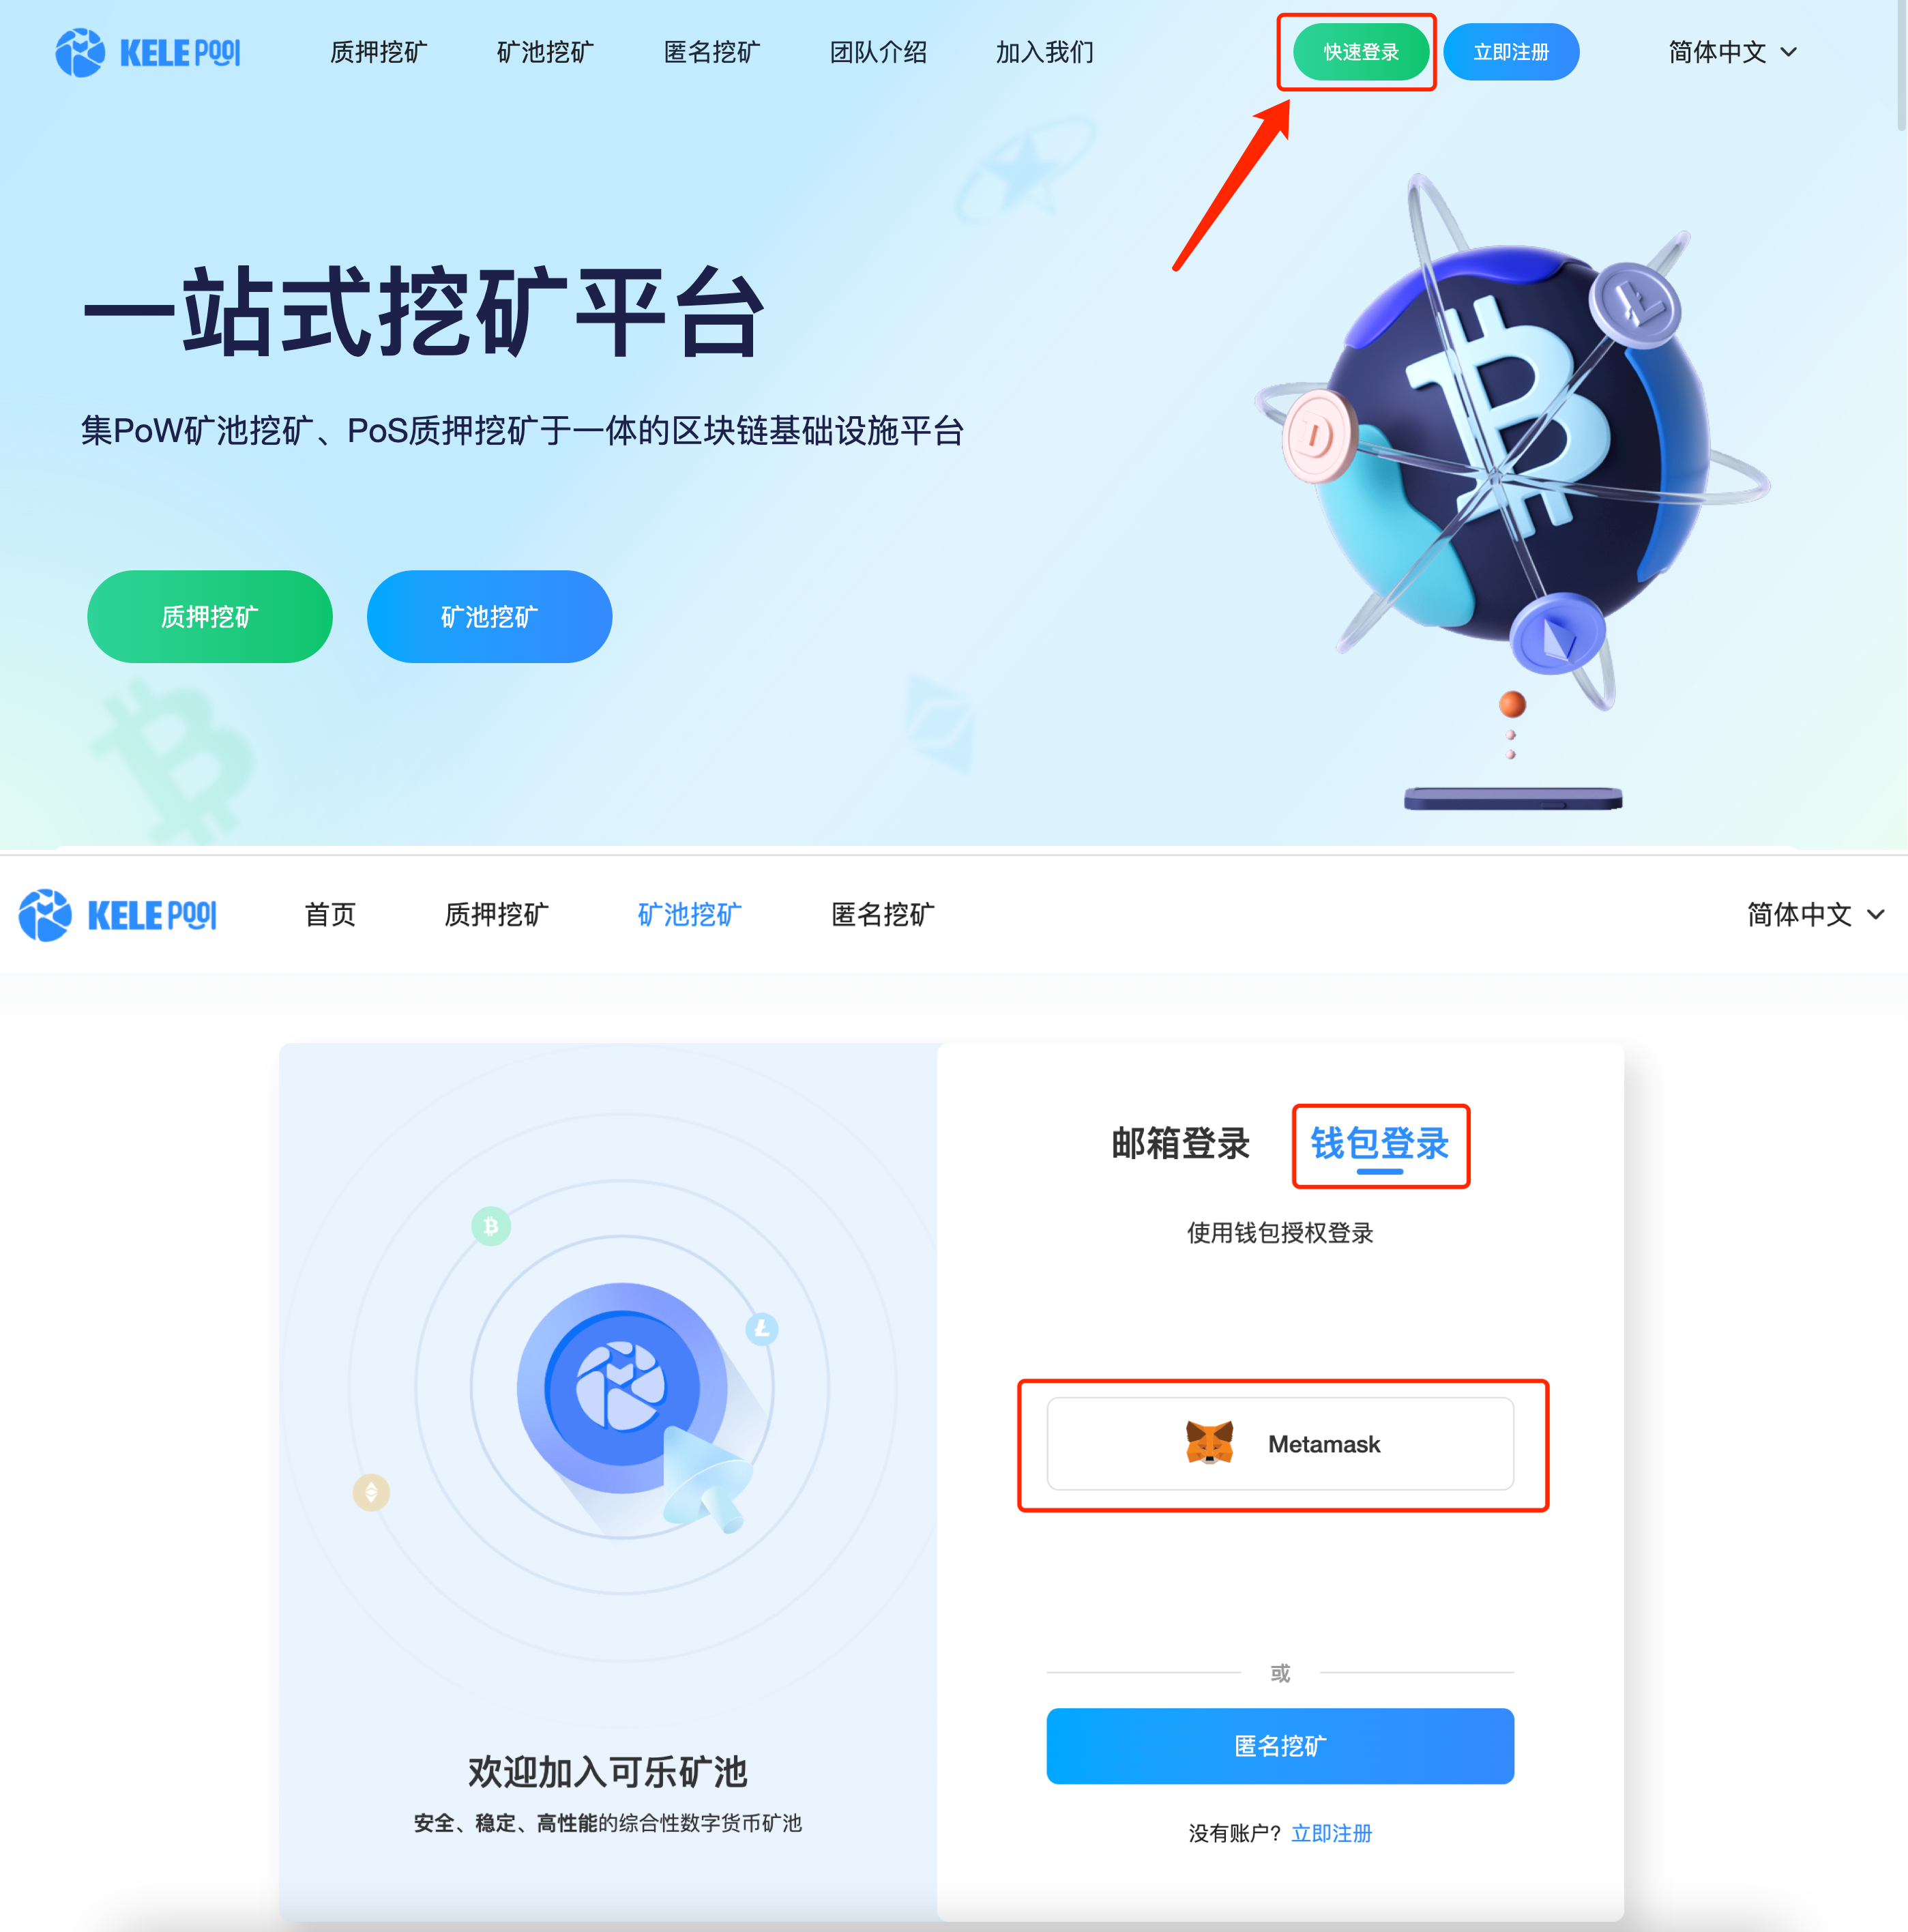 KELE POOl
质押挖矿
矿池挖矿
匿名挖矿
团队介绍
加入我们
快速登录
立即注册
简体中文
一站式挖矿平台
集PoW矿池挖矿、PoS质押挖矿于一体的区块链基础设施平台
质押挖矿
矿池挖矿
KELE POOl
首页
质押挖矿
矿池挖矿
匿名挖矿
简体中文
邮箱登录
钱包登录
使用钱包授权登录
Metamask
或
匿名挖矿
没有账户? 立即注册
欢迎加入可乐矿池
安全、稳定、高性能的综合性数字货币矿池